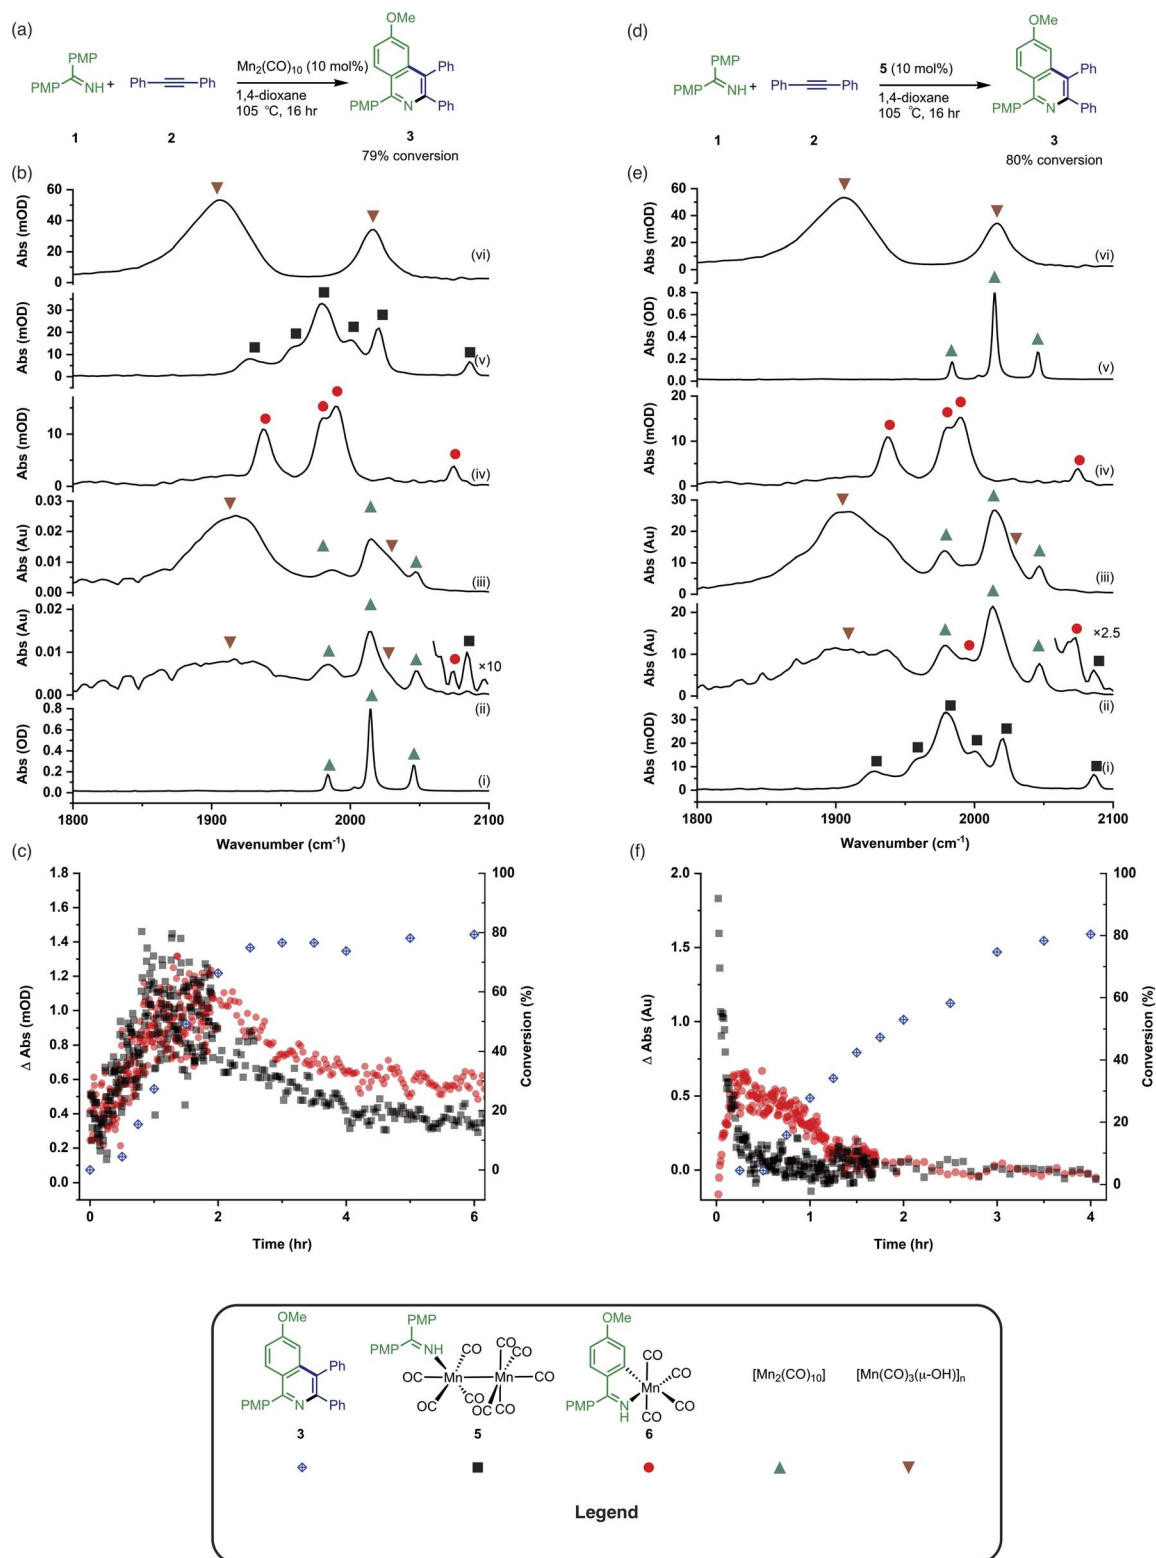 (a)
OMe
PMP
PMP
NH
+
Ph
Ph
Mn2(CO)10 (10 mol%)
1,4-dioxane
105 °C, 16 hr
Ph
Ph
PMP
N
1
2
3
79% conversion
(b)
Abs (mOD)
60
40
20
0
(vi)
Abs (mOD)
30
20
10
0
(v)
Abs (mOD)
10
0
(iv)
Abs (Au)
0.03
0.02
0.01
0.00
(iii)
Abs (Au)
0.02
0.01
0.00
×10
(ii)
Abs (OD)
0.8
0.6
0.4
0.2
0.0
(i)
1800 1900 2000 2100
Wavenumber (cm-1)
(c)
Δ Abs (mOD)
1.8
1.6
1.4
1.2
1.0
0.8
0.6
0.4
0.2
0.0
100
80
60
40
20
0
Conversion (%)
0 2 4 6
Time (hr)
(d)
OMe
PMP
PMP
NH
+
Ph
Ph
5 (10 mol%)
1,4-dioxane
105 °C, 16 hr
Ph
Ph
PMP
N
1
2
3
80% conversion
(e)
Abs (mOD)
60
40
20
0
(vi)
Abs (OD)
0.8
0.6
0.4
0.2
0.0
(v)
Abs (mOD)
20
10
0
(iv)
Abs (Au)
30
20
10
0
(iii)
Abs (Au)
20
10
0
×2.5
(ii)
Abs (mOD)
30
20
10
0
(i)
1800 1900 2000 2100
Wavenumber (cm-1)
(f)
Δ Abs (Au)
2.0
1.5
1.0
0.5
0.0
100
80
60
40
20
0
Conversion (%)
0 1 2 3 4
Time (hr)
OMe
Ph
Ph
PMP
N
3
PMP
PMP
NH
CO
OC
Mn
CO
OC
CO
CO
CO
Mn
CO
OC
CO
5
OMe
PMP
N
H
Mn
CO
CO
CO
CO
6
[Mn2(CO)10]
[Mn(CO)3(μ-OH)]n
Legend